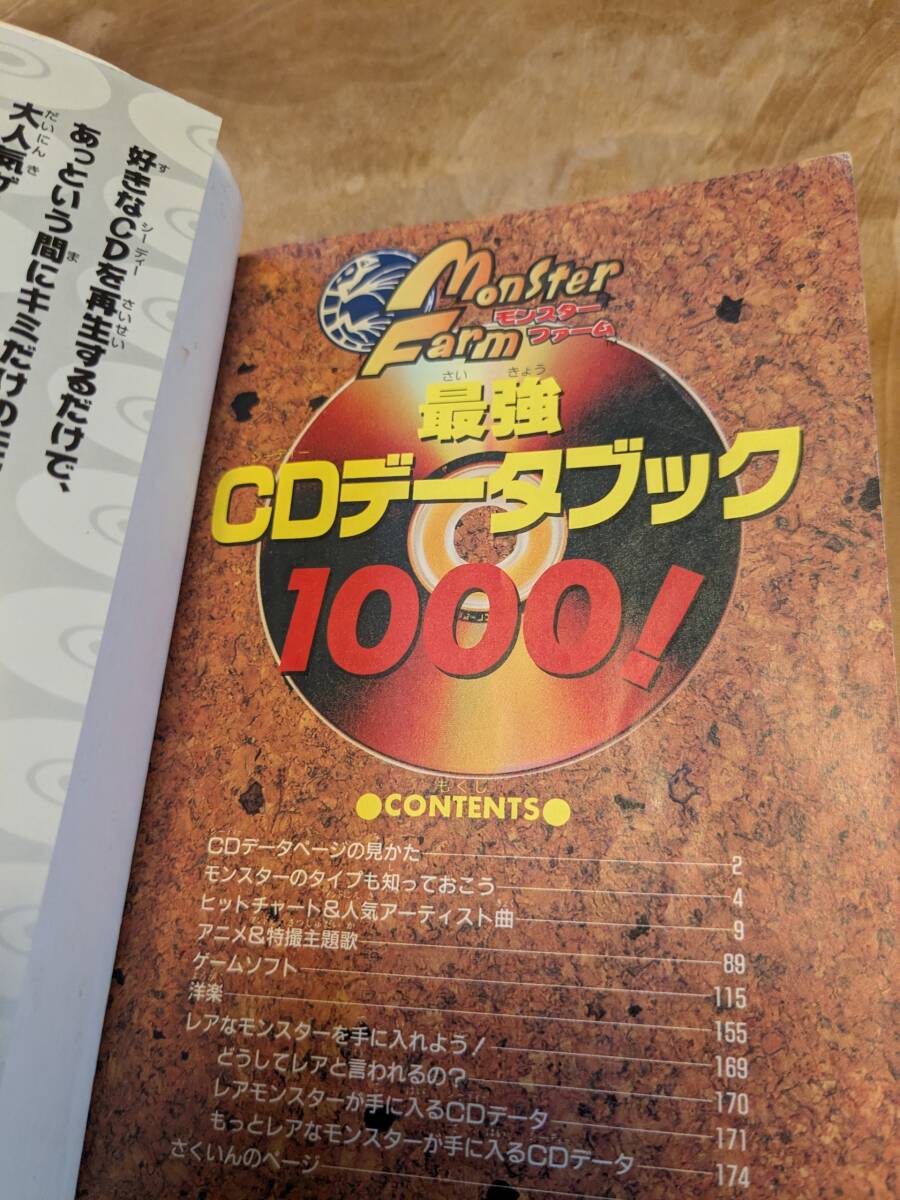 好きなCDを再生するだけで、
あっという間にキミだけの
大人気ゲ
Monster
Farm
モンスター
ファーム
さい きょう
最強
CDデータブック
1000!
もくじ
●CONTENTS●
CDデータページの見かた 2
モンスターのタイプも知っておこう 4
ヒットチャート&人気アーティスト曲 9
アニメ&特撮主題歌 89
ゲームソフト 115
洋楽 155
レアなモンスターを手に入れよう! 169
どうしてレアと言われるの? 170
レアモンスターが手に入るCDデータ 171
もっとレアなモンスターが手に入るCDデータ 174
さくいんのページ